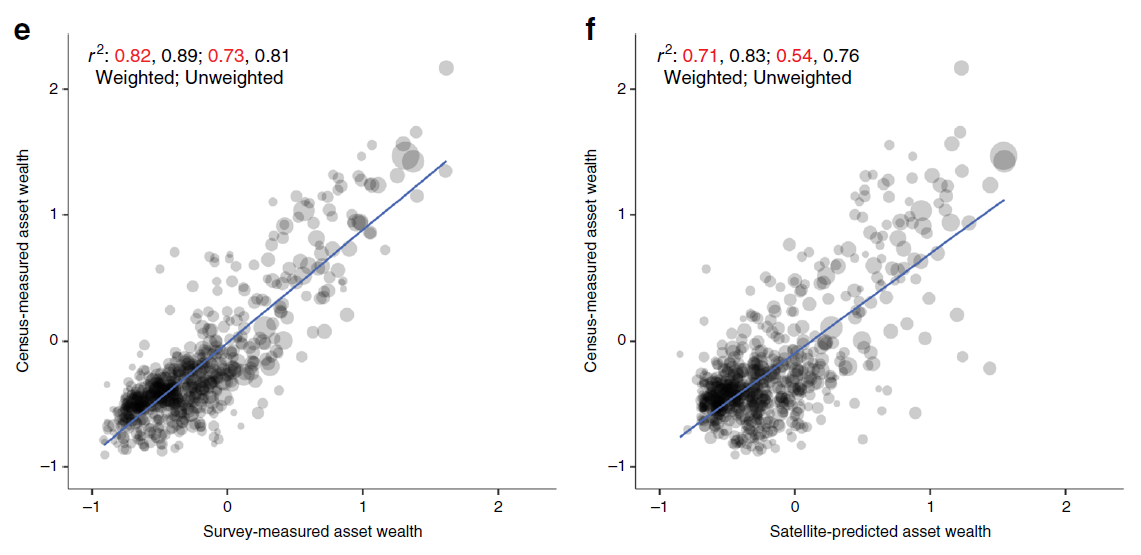 e
r²: 0.82, 0.89; 0.73, 0.81
Weighted; Unweighted
Census-measured asset wealth
2
1
0
−1
−1 0 1 2
Survey-measured asset wealth
f
r²: 0.71, 0.83; 0.54, 0.76
Weighted; Unweighted
Census-measured asset wealth
2
1
0
−1
−1 0 1 2
Satellite-predicted asset wealth